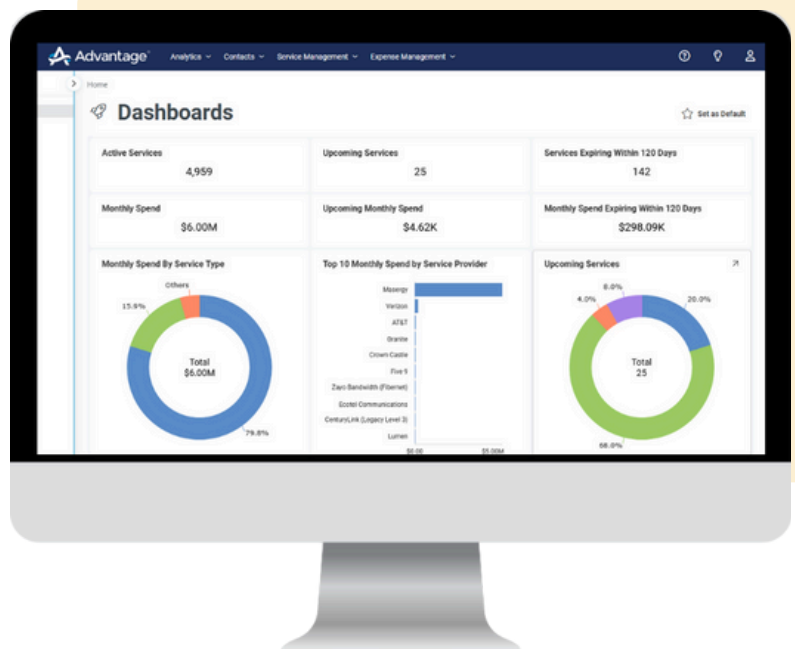 Advantage
Analytics
Contacts
Service Management
Expense Management
Home
Dashboards
Set as Default
Active Services
4,959
Upcoming Services
25
Services Expiring Within 120 Days
142
Monthly Spend
$6.00M
Upcoming Monthly Spend
$4.62K
Monthly Spend Expiring Within 120 Days
$298.09K
Monthly Spend By Service Type
Others
15.9%
Total
$6.00M
79.8%
Top 10 Monthly Spend by Service Provider
Masergy
Verizon
AT&T
Granite
Crown Castle
Five 9
Zayo Bandwidth (Fibernet)
Ecotel Communications
CenturyLink (Legacy Level 3)
Lumen
$0.00
$5.00M
Upcoming Services
8.0%
4.0%
20.0%
Total
25
68.0%